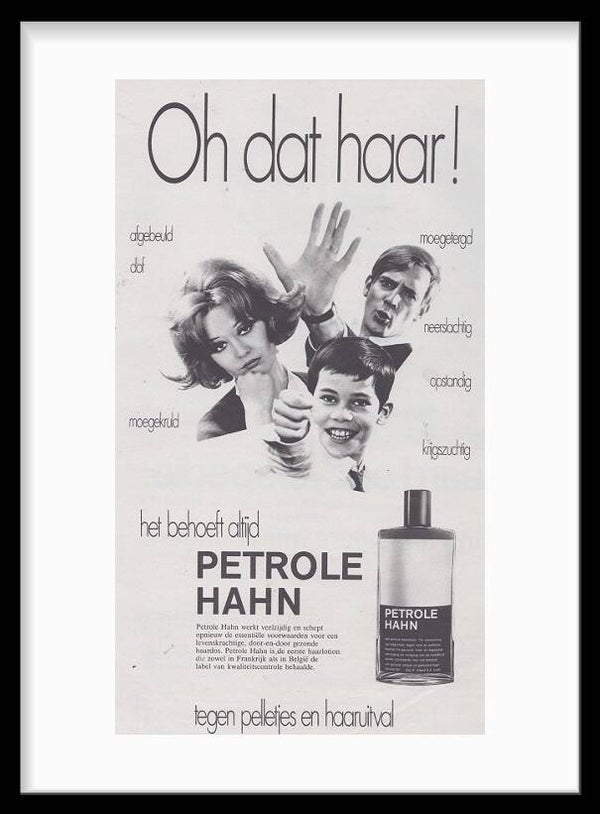 Oh dat haar!
afgebeuld
dof
moegetergd
neerslachtig
opstandig
moegekruld
krijgszuchtig
het behoeft altijd
PETROLE
HAHN
Petrole Hahn werkt veelzijdig en schept
opnieuw de essentiële voorwaarden voor een
levenskrachtige, door-en-door gezonde
haardos. Petrole Hahn is de eerste haarlotion
die zowel in Frankrijk als in België de
label van kwaliteitscontrole behaalde.
PETROLE
HAHN
tegen pelletjes en haaruitval